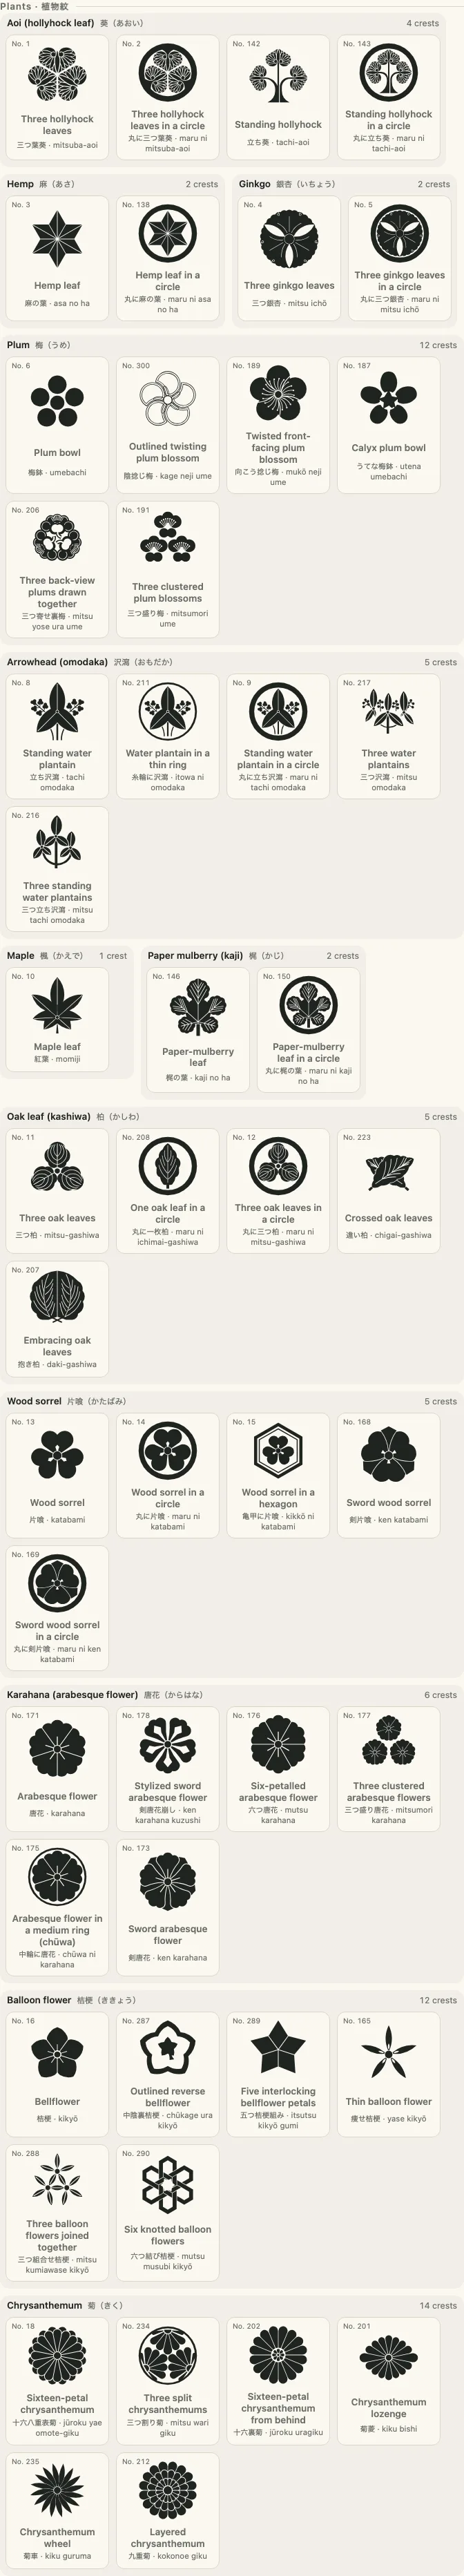 Plants · 植物紋
Aoi (hollyhock leaf) 葵（あおい） 4 crests
No. 1
Three hollyhock
leaves
三つ葉葵 · mitsuba-aoi
No. 2
Three hollyhock
leaves in a circle
丸に三つ葉葵 · maru ni
mitsuba-aoi
No. 142
Standing hollyhock
立ち葵 · tachi-aoi
No. 143
Standing hollyhock
in a circle
丸に立ち葵 · maru ni
tachi-aoi
Hemp 麻（あさ） 2 crests
No. 3
Hemp leaf
麻の葉 · asa no ha
No. 138
Hemp leaf in a
circle
丸に麻の葉 · maru ni asa
no ha
Ginkgo 銀杏（いちょう） 2 crests
No. 4
Three ginkgo leaves
三つ銀杏 · mitsu ichō
No. 5
Three ginkgo leaves
in a circle
丸に三つ銀杏 · maru ni
mitsu ichō
Plum 梅（うめ） 12 crests
No. 6
Plum bowl
梅鉢 · umebachi
No. 300
Outlined twisting
plum blossom
陰捻じ梅 · kage neji ume
No. 189
Twisted front-
facing plum
blossom
向こう捻じ梅 · mukō neji
ume
No. 187
Calyx plum bowl
うてな梅鉢 · utena
umebachi
No. 206
Three back-view
plums drawn
together
三つ寄せ裏梅 · mitsu
yose ura ume
No. 191
Three clustered
plum blossoms
三つ盛り梅 · mitsumori
ume
Arrowhead (omodaka) 沢瀉（おもだか） 5 crests
No. 8
Standing water
plantain
立ち沢瀉 · tachi
omodaka
No. 211
Water plantain in a
thin ring
糸輪に沢瀉 · itowa ni
omodaka
No. 9
Standing water
plantain in a circle
丸に立ち沢瀉 · maru ni
tachi omodaka
No. 217
Three water
plantains
三つ沢瀉 · mitsu
omodaka
No. 216
Three standing
water plantains
三つ立ち沢瀉 · mitsu
tachi omodaka
Maple 楓（かえで） 1 crest
No. 10
Maple leaf
紅葉 · momiji
Paper mulberry (kaji) 梶（かじ） 2 crests
No. 146
Paper-mulberry
leaf
梶の葉 · kaji no ha
No. 150
Paper-mulberry
leaf in a circle
丸に梶の葉 · maru ni kaji
no ha
Oak leaf (kashiwa) 柏（かしわ） 5 crests
No. 11
Three oak leaves
三つ柏 · mitsu-gashiwa
No. 208
One oak leaf in a
circle
丸に一枚柏 · maru ni
ichimai-gashiwa
No. 12
Three oak leaves in
a circle
丸に三つ柏 · maru ni
mitsu-gashiwa
No. 223
Crossed oak leaves
違い柏 · chigai-gashiwa
No. 207
Embracing oak
leaves
抱き柏 · daki-gashiwa
Wood sorrel 片喰（かたばみ） 5 crests
No. 13
Wood sorrel
片喰 · katabami
No. 14
Wood sorrel in a
circle
丸に片喰 · maru ni
katabami
No. 15
Wood sorrel in a
hexagon
亀甲に片喰 · kikkō ni
katabami
No. 168
Sword wood sorrel
剣片喰 · ken katabami
No. 169
Sword wood sorrel
in a circle
丸に剣片喰 · maru ni ken
katabami
Karahana (arabesque flower) 唐花（からはな） 6 crests
No. 171
Arabesque flower
唐花 · karahana
No. 178
Stylized sword
arabesque flower
剣唐花崩し · ken
karahana kuzushi
No. 176
Six-petalled
arabesque flower
六つ唐花 · mutsu
karahana
No. 177
Three clustered
arabesque flowers
三つ盛り唐花 · mitsumori
karahana
No. 175
Arabesque flower in
a medium ring
(chūwa)
中輪に唐花 · chūwa ni
karahana
No. 173
Sword arabesque
flower
剣唐花 · ken karahana
Balloon flower 桔梗（ききょう） 12 crests
No. 16
Bellflower
桔梗 · kikyō
No. 287
Outlined reverse
bellflower
中陰裏桔梗 · chūkage ura
kikyō
No. 289
Five interlocking
bellflower petals
五つ桔梗組み · itsutsu
kikyō gumi
No. 165
Thin balloon flower
痩せ桔梗 · yase kikyō
No. 288
Three balloon
flowers joined
together
三つ組合せ桔梗 · mitsu
kumiawase kikyō
No. 290
Six knotted balloon
flowers
六つ結び桔梗 · mutsu
musubi kikyō
Chrysanthemum 菊（きく） 14 crests
No. 18
Sixteen-petal
chrysanthemum
十六八重表菊 · jūroku yae
omote-giku
No. 234
Three split
chrysanthemums
三つ割り菊 · mitsu wari
giku
No. 202
Sixteen-petal
chrysanthemum
from behind
十六裏菊 · jūroku uragiku
No. 201
Chrysanthemum
lozenge
菊菱 · kiku bishi
No. 235
Chrysanthemum
wheel
菊車 · kiku guruma
No. 212
Layered
chrysanthemum
九重菊 · kokonoe giku